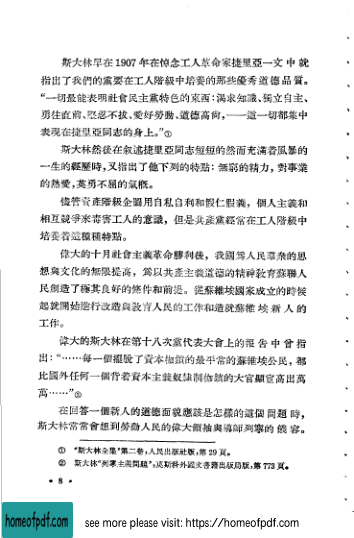 斯大林早在1907年在悼念工人革命家捷里亞一文中就
指出了我們的黨要在工人階級中培養的那些優秀道德品質。
“一切最能表明社會民主黨特色的東西:渴求知識、獨立自主、
勇往直前、堅忍不拔、愛好勞動、道德高尚,——這一切都集中
表現在捷里亞同志的身上。”①
斯大林然後在敘述捷里亞同志短短的然而充滿着風暴的
一生的經歷時,又指出了他下列的特點:無窮的精力,對事業
的熱愛,英勇不屈的氣概。
儘管資產階級企圖用自私自利和假仁假義,個人主義和
相互競爭來毒害工人的意識,但是共產黨經常在工人階級中
培養着這種種特點。
偉大的十月社會主義革命勝利後,我國為人民羣衆的思
想與文化的無限提高,為以共產主義道德的精神教育蘇聯人
民創造了極其良好的條件和前提。從蘇維埃國家成立的時候
起就開始進行改造與教育人民的工作和造就蘇維埃新人的
工作。
偉大的斯大林在第十八次黨代表大會上的報告中曾指
出:“……每一個擺脫了資本枷鎖的最平常的蘇維埃公民,都
比國外任何一個背着資本主義奴隸制枷鎖的大官顯宦高出萬
萬……”②
在回答一個新人的道德面貌應該是怎樣的這個問題時,
斯大林常常會想到勞動人民的偉大領袖與導師列寧的儀容。
① “斯大林全集”第二卷,人民出版社版,第29頁。
② 斯大林“列寧主義問題”,莫斯科外國文書籍出版局版,第773頁。
• 8 •
homeofpdf.com
see more please visit: https://homeofpdf.com